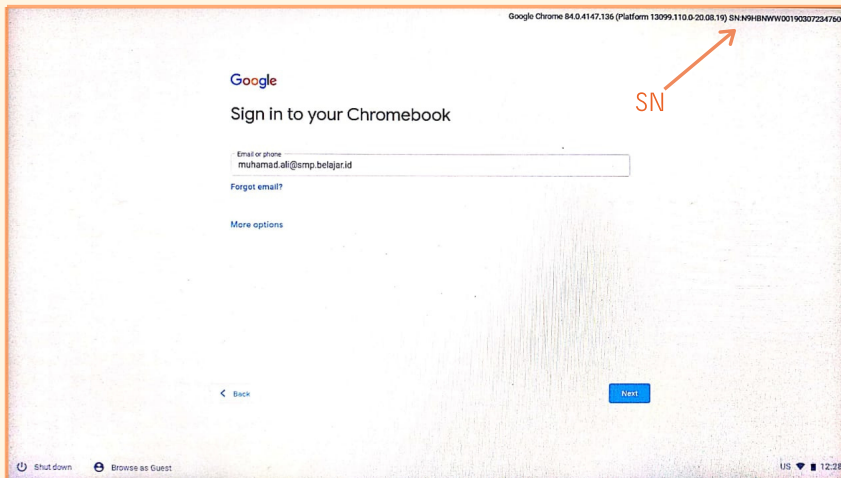 Google Chrome 84.0.4147.136 (Platform 13099.110.0-20.08.19) SN:N9HBNWW00190307234760
SN
Google
Sign in to your Chromebook
Email or phone
muhamad.ali@smp.belajar.id
Forgot email?
More options
Back
Next
Shut down
Browse as Guest
US
12:28